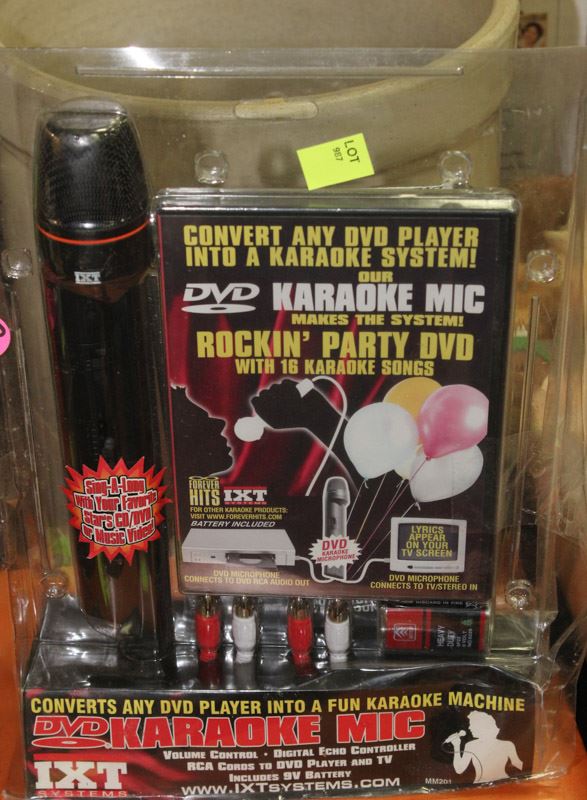 LOT
987
IXT
CONVERT ANY DVD PLAYER
INTO A KARAOKE SYSTEM!
OUR
DVD KARAOKE MIC
MAKES THE SYSTEM!
ROCKIN' PARTY DVD
WITH 16 KARAOKE SONGS
Sing-A-Long
with Your Favorite
Stars CD/DVD
or Music Video!
FOREVER
HITS
IXT
SYSTEMS
FOR OTHER KARAOKE PRODUCTS:
VISIT WWW.FOREVERHITS.COM
BATTERY INCLUDED
DVD
KARAOKE
MICROPHONE
LYRICS
APPEAR
ON YOUR
TV SCREEN
DVD MICROPHONE
CONNECTS TO DVD RCA AUDIO OUT
DVD MICROPHONE
CONNECTS TO TV/STEREO IN
HEAVY
DUTY
CONVERTS ANY DVD PLAYER INTO A FUN KARAOKE MACHINE
DVD KARAOKE MIC
VOLUME CONTROL · DIGITAL ECHO CONTROLLER
RCA CORDS TO DVD PLAYER AND TV
INCLUDES 9V BATTERY
IXT
SYSTEMS
WWW.IXTSYSTEMS.COM
MM201